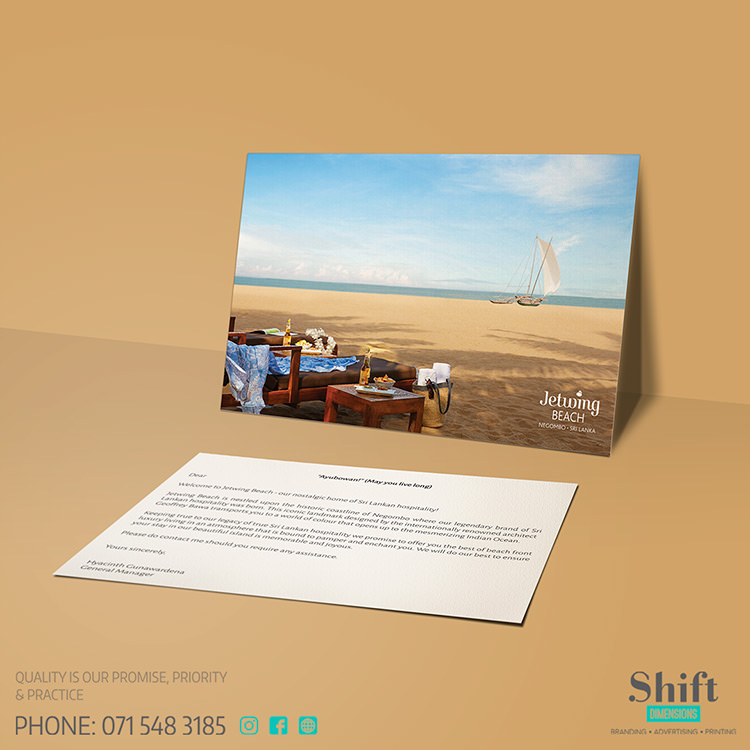 Jetwing
BEACH
NEGOMBO • SRI LANKA
Dear
"Ayubowan!" (May you live long)
Welcome to Jetwing Beach - our nostalgic home of Sri Lankan hospitality!
Jetwing Beach is nestled upon the historic coastline of Negombo where our legendary brand of Sri
Lankan hospitality was born. This iconic landmark designed by the internationally renowned architect
Geoffrey Bawa transports you to a world of colour that opens up to the mesmerizing Indian Ocean.
Keeping true to our legacy of true Sri Lankan hospitality we promise to offer you the best of beach front
luxury living in an atmosphere that is bound to pamper and enchant you. We will do our best to ensure
your stay in our beautiful Island is memorable and joyous.
Please do contact me should you require any assistance.
Yours sincerely,
Hyacinth Gunawardena
General Manager
QUALITY IS OUR PROMISE, PRIORITY
& PRACTICE
PHONE: 071 548 3185
Shift
DIMENSIONS
BRANDING • ADVERTISING • PRINTING